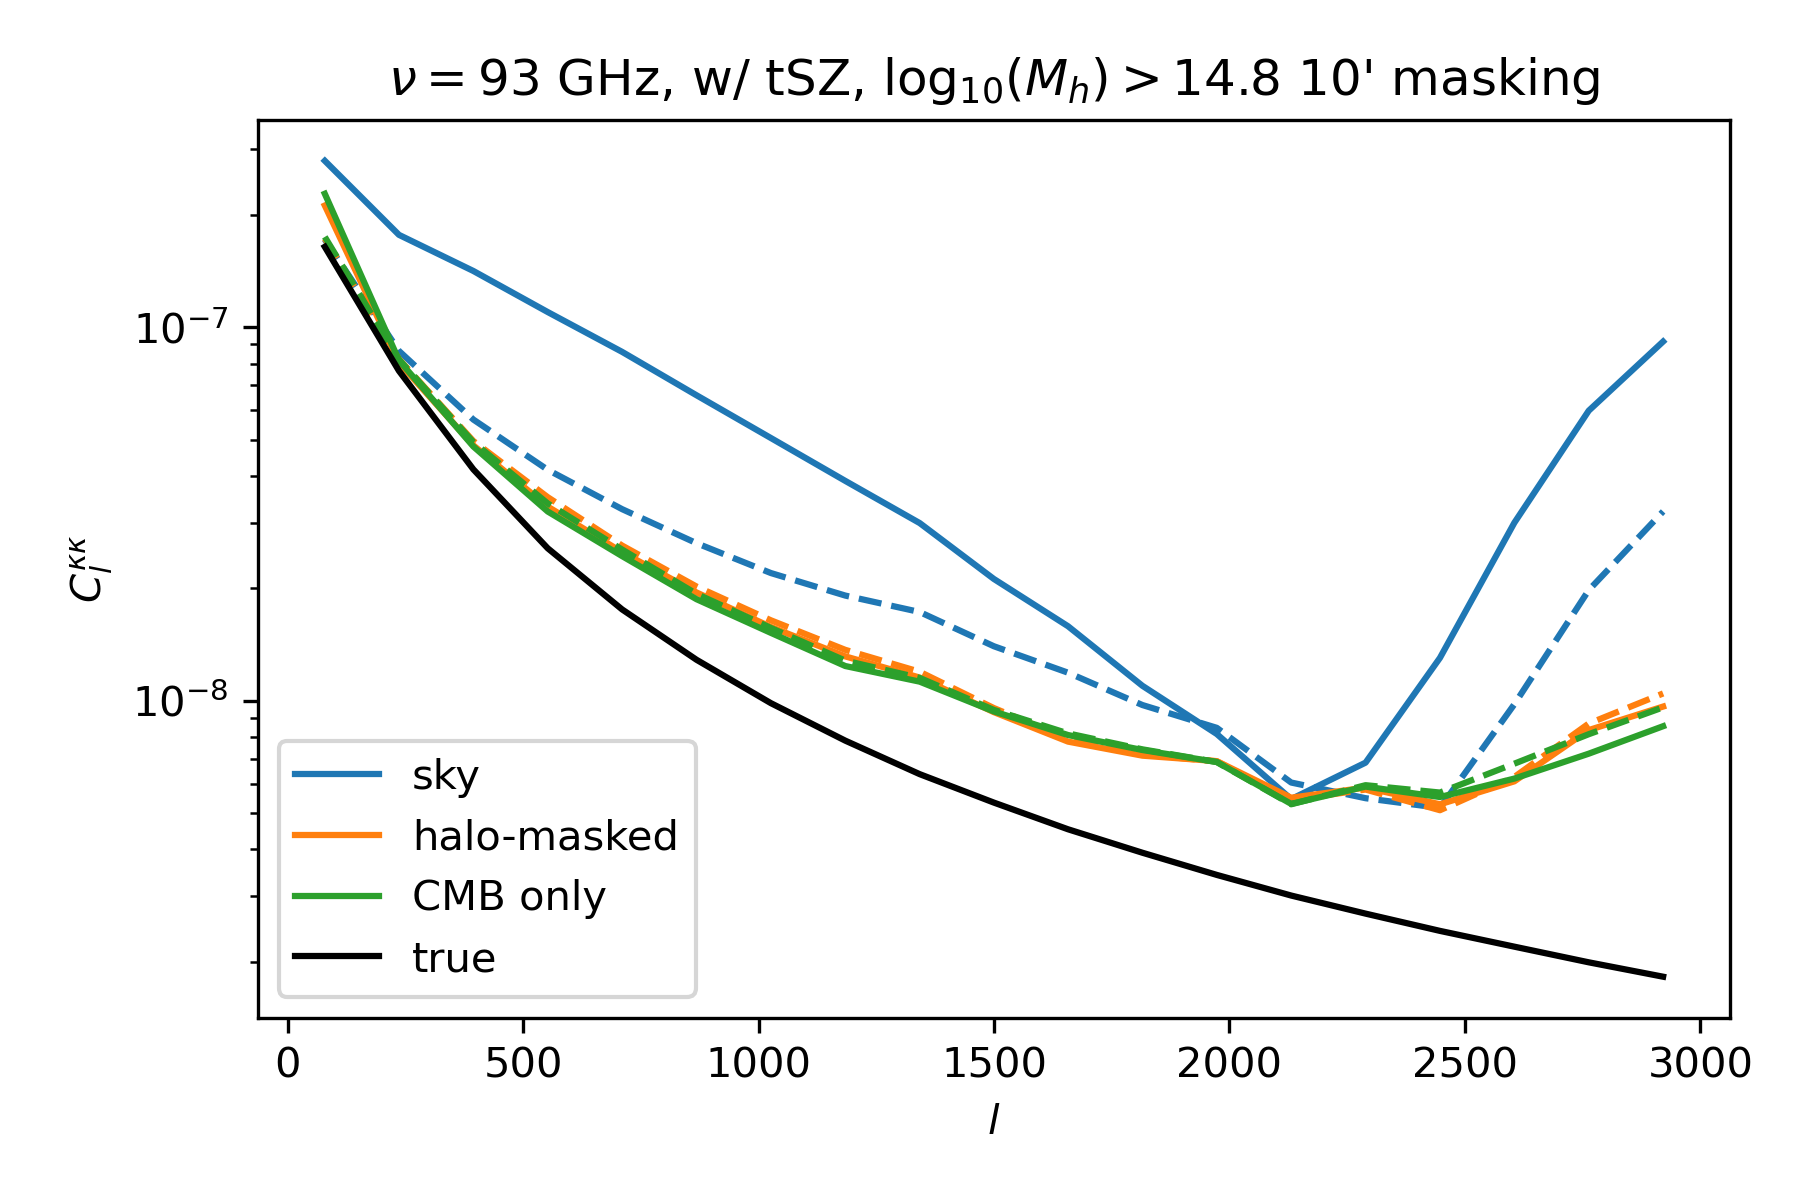 ν = 93 GHz, w/ tSZ, log₁₀(Mₕ) > 14.8 10' masking
10⁻⁷
10⁻⁸
C_l^κκ
sky
halo-masked
CMB only
true
0 500 1000 1500 2000 2500 3000
l